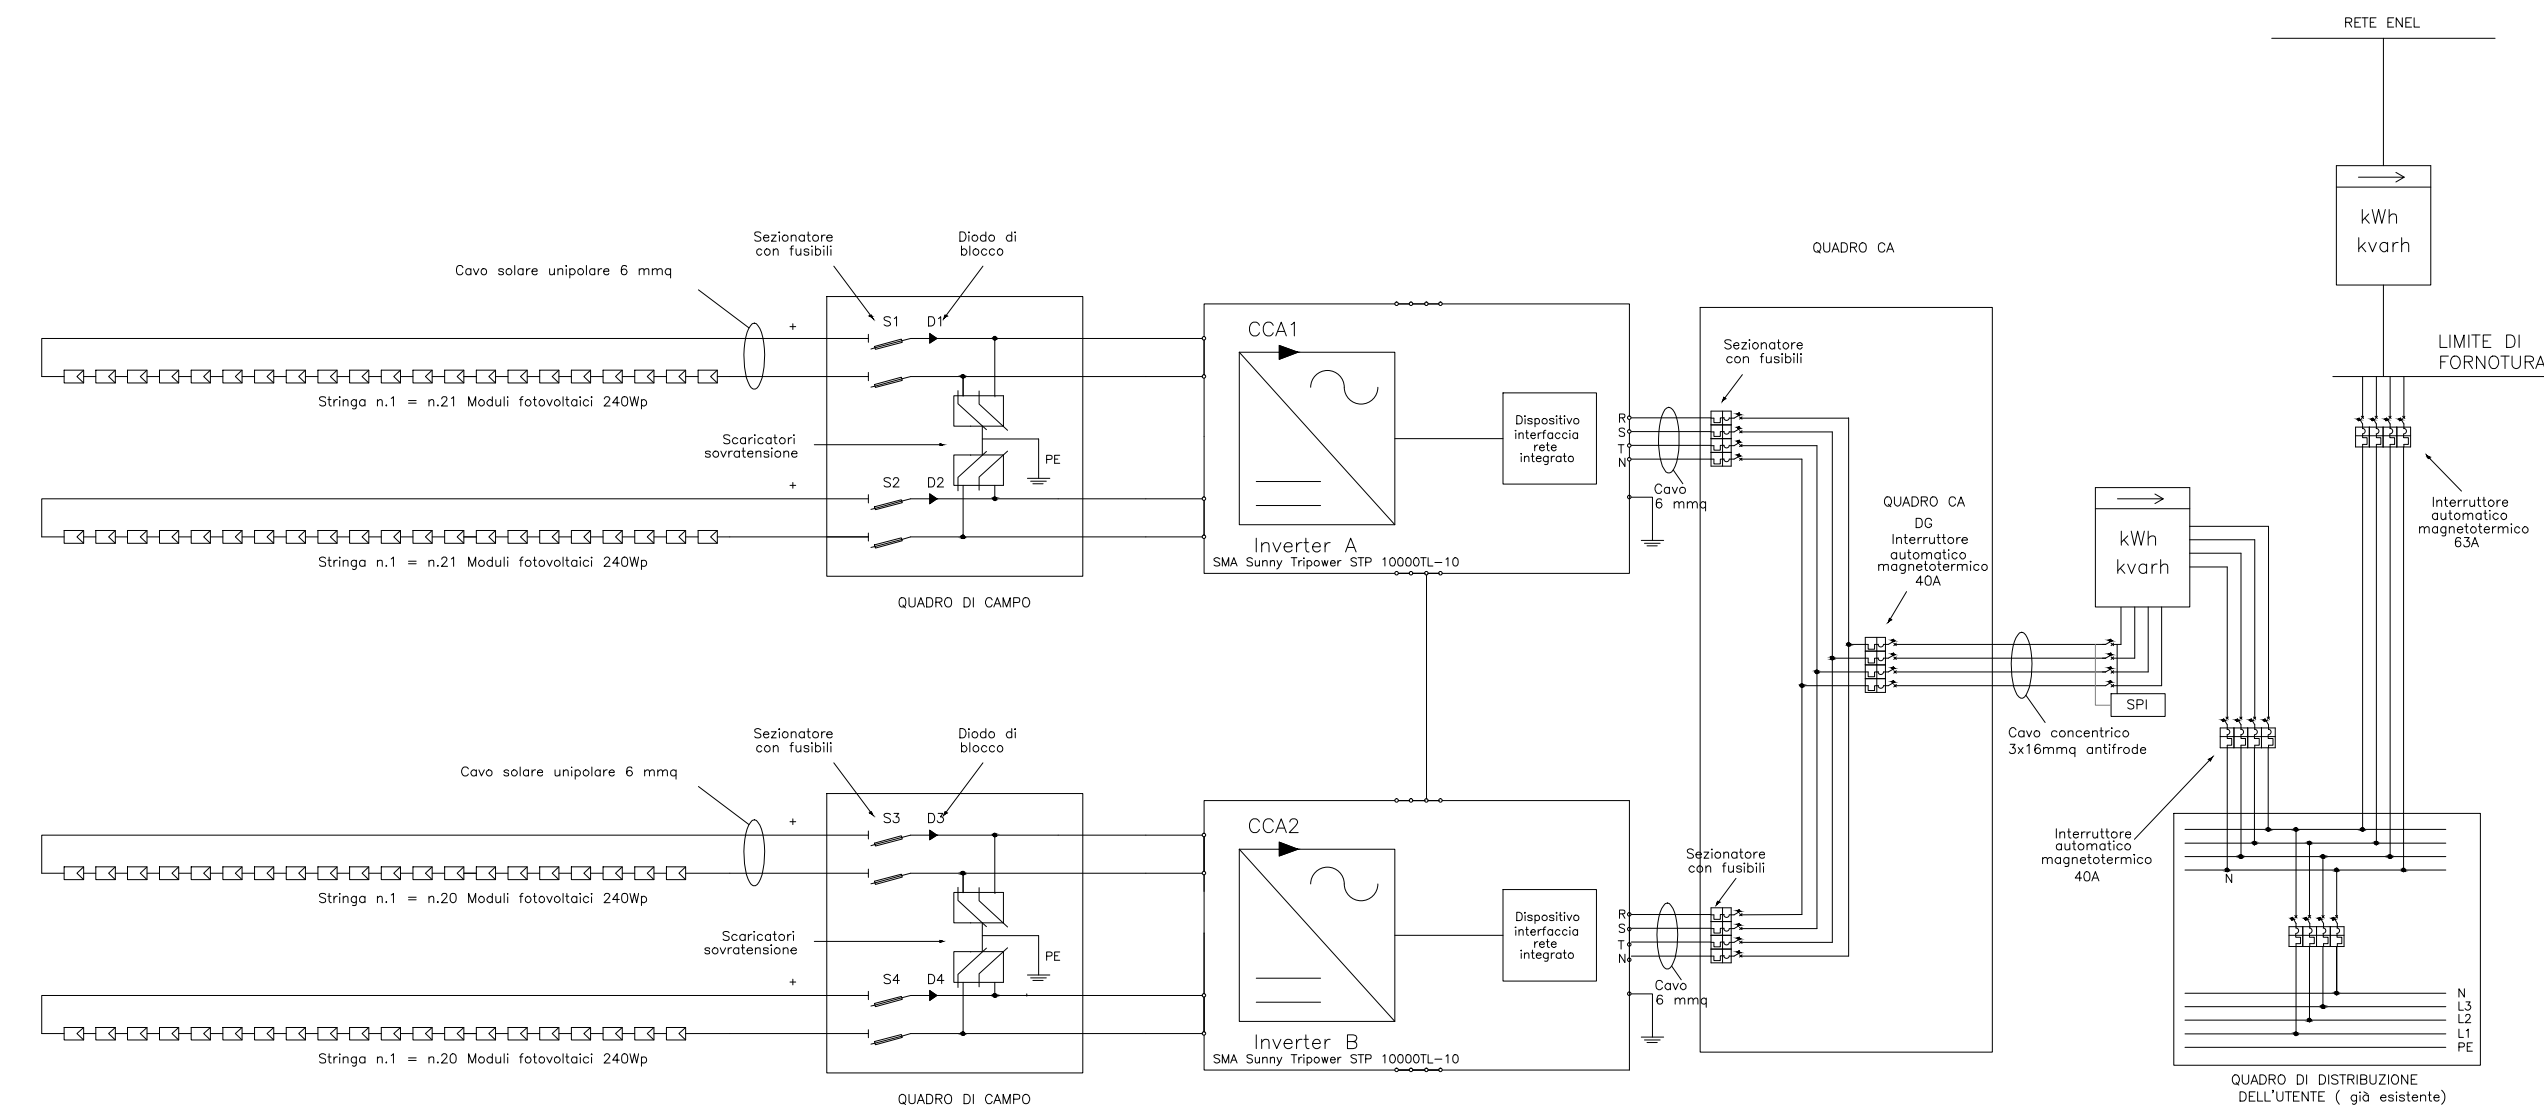 RETE ENEL
kWh
kvarh
LIMITE DI
FORNOTURA
Interruttore
automatico
magnetotermico
63A
Sezionatore
con fusibili
Diodo di
blocco
Cavo solare unipolare 6 mmq
+
S1
D1
Stringa n.1 = n.21 Moduli fotovoltaici 240Wp
Scaricatori
sovratensione
PE
+
S2
D2
Stringa n.1 = n.21 Moduli fotovoltaici 240Wp
QUADRO DI CAMPO
CCA1
Dispositivo
interfaccia
rete
integrato
Inverter A
SMA Sunny Tripower STP 10000TL-10
R
S
T
N
Cavo
6 mmq
QUADRO CA
Sezionatore
con fusibili
QUADRO CA
DG
Interruttore
automatico
magnetotermico
40A
kWh
kvarh
SPI
Cavo concentrico
3x16mmq antifrode
Interruttore
automatico
magnetotermico
40A
Sezionatore
con fusibili
Diodo di
blocco
Cavo solare unipolare 6 mmq
+
S3
D3
Stringa n.1 = n.20 Moduli fotovoltaici 240Wp
Scaricatori
sovratensione
PE
+
S4
D4
Stringa n.1 = n.20 Moduli fotovoltaici 240Wp
QUADRO DI CAMPO
CCA2
Dispositivo
interfaccia
rete
integrato
Inverter B
SMA Sunny Tripower STP 10000TL-10
R
S
T
N
Cavo
6 mmq
Sezionatore
con fusibili
N
N
L3
L2
L1
PE
QUADRO DI DISTRIBUZIONE
DELL'UTENTE ( già esistente)